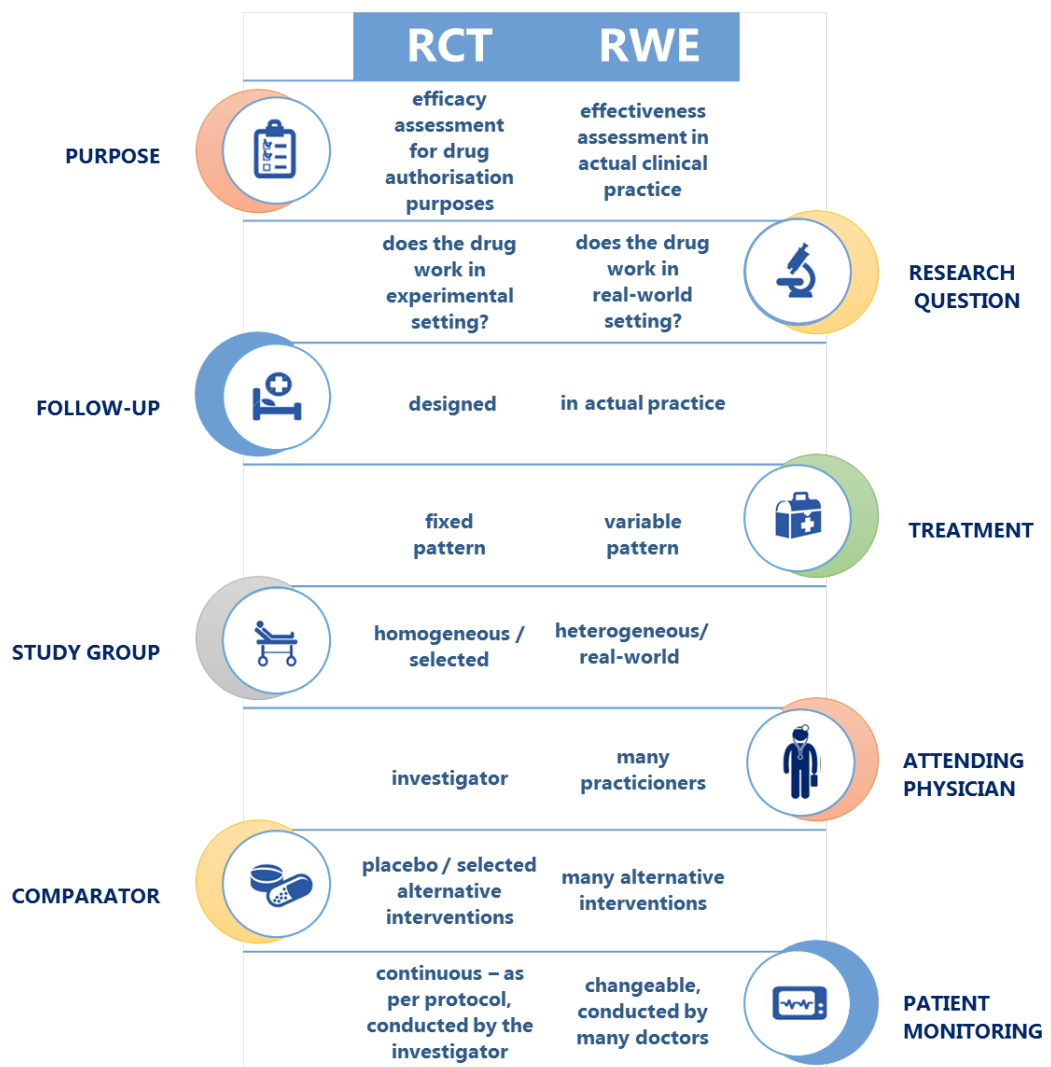 RCT
RWE
PURPOSE
efficacy
assessment
for drug
authorisation
purposes
effectiveness
assessment in
actual clinical
practice
does the drug
work in
experimental
setting?
does the drug
work in
real-world
setting?
RESEARCH
QUESTION
FOLLOW-UP
designed
in actual practice
fixed
pattern
variable
pattern
TREATMENT
STUDY GROUP
homogeneous /
selected
heterogeneous/
real-world
investigator
many
practicioners
ATTENDING
PHYSICIAN
COMPARATOR
placebo / selected
alternative
interventions
many alternative
interventions
continuous – as
per protocol,
conducted by the
investigator
changeable,
conducted by
many doctors
PATIENT
MONITORING